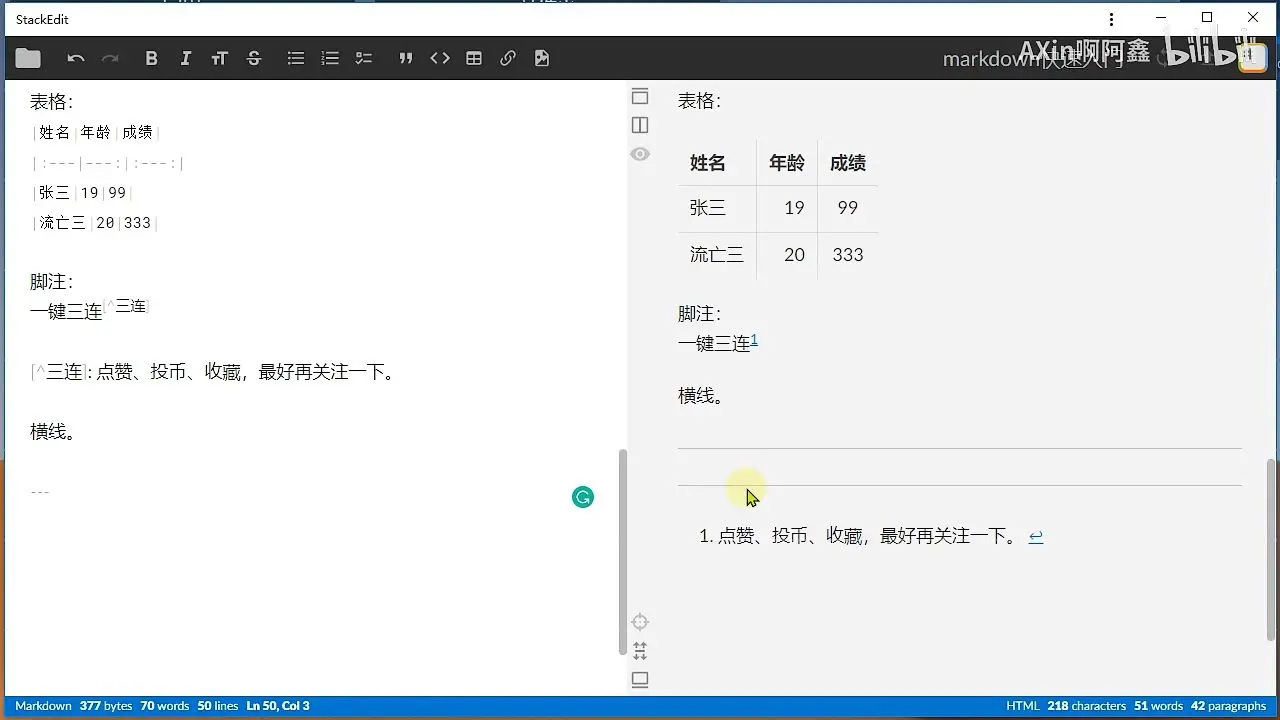 StackEdit
markdown快速入门
AXin啊阿鑫 bilibili
表格：
|姓名|年龄|成绩|
|:---|---:|:---:|
|张三|19|99|
|流亡三|20|333|
脚注：
一键三连[^三连]
[^三连]: 点赞、投币、收藏，最好再关注一下。
横线。
---
表格：
姓名 年龄 成绩
张三 19 99
流亡三 20 333
脚注：
一键三连1
横线。
1. 点赞、投币、收藏，最好再关注一下。 ↩
Markdown 377 bytes 70 words 50 lines Ln 50, Col 3
HTML 218 characters 51 words 42 paragraphs